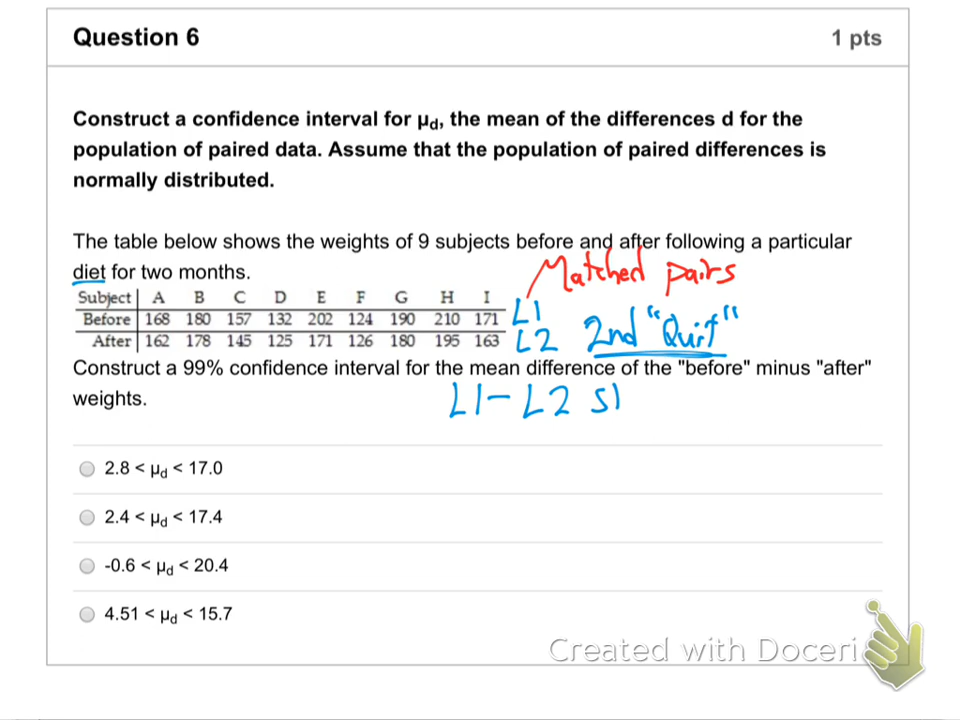 Question 6 1 pts
Construct a confidence interval for μd, the mean of the differences d for the
population of paired data. Assume that the population of paired differences is
normally distributed.
The table below shows the weights of 9 subjects before and after following a particular
diet for two months.
Matched pairs
Subject A B C D E F G H I
Before 168 180 157 132 202 124 190 210 171 L1
After 162 178 145 125 171 126 180 195 163 L2
2nd "Quit"
Construct a 99% confidence interval for the mean difference of the "before" minus "after"
weights.
L1-L2 SI
2.8 < μd < 17.0
2.4 < μd < 17.4
-0.6 < μd < 20.4
4.51 < μd < 15.7
Created with Doceri